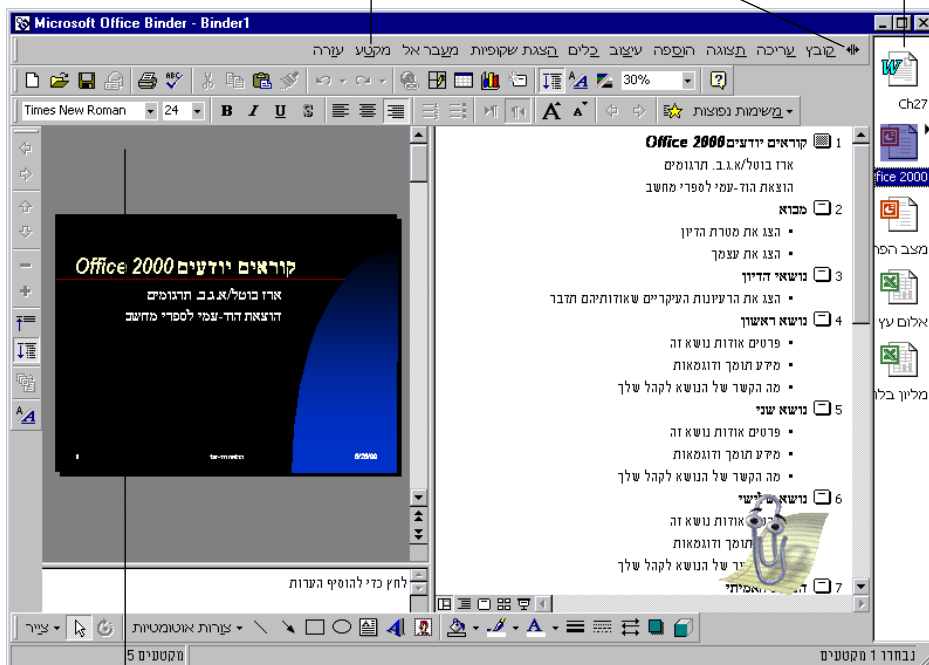 Microsoft Office Binder - Binder1
קובץ עריכה תצוגה הוספה עיצוב כלים הצגת שקופיות מעבר אל מקטע עזרה
30%
Times New Roman 24 B I U S
משימות נפוצות
Ch27
fice 2000
מצב הפר
אלום עץ
מליון בלו
1 קוראים יודעים Office 2000
ארז בוטל/א.ג.ב. תרגומים
הוצאת הוד-עמי לספרי מחשב
2 מבוא
▪ הצג את מטרת הדיון
▪ הצג את עצמך
3 נושאי הדיון
▪ הצג את הרעיונות העיקריים שאודותיהם תדבר
4 נושא ראשון
▪ פרטים אודות נושא זה
▪ מידע תומך ודוגמאות
▪ מה הקשר של הנושא לקהל שלך
5 נושא שני
▪ פרטים אודות נושא זה
▪ מידע תומך ודוגמאות
▪ מה הקשר של הנושא לקהל שלך
6 נושא שלישי
אודות נושא זה
תומך ודוגמאות
של הנושא לקהל שלך
7
קוראים יודעים Office 2000
ארז בוטל/א.ג.ב. תרגומים
הוצאת הוד-עמי לספרי מחשב
לחץ כדי להוסיף הערות
צייר
צורות אוטומטיות
נבחרו 1 מקטעים
5 מקטעים